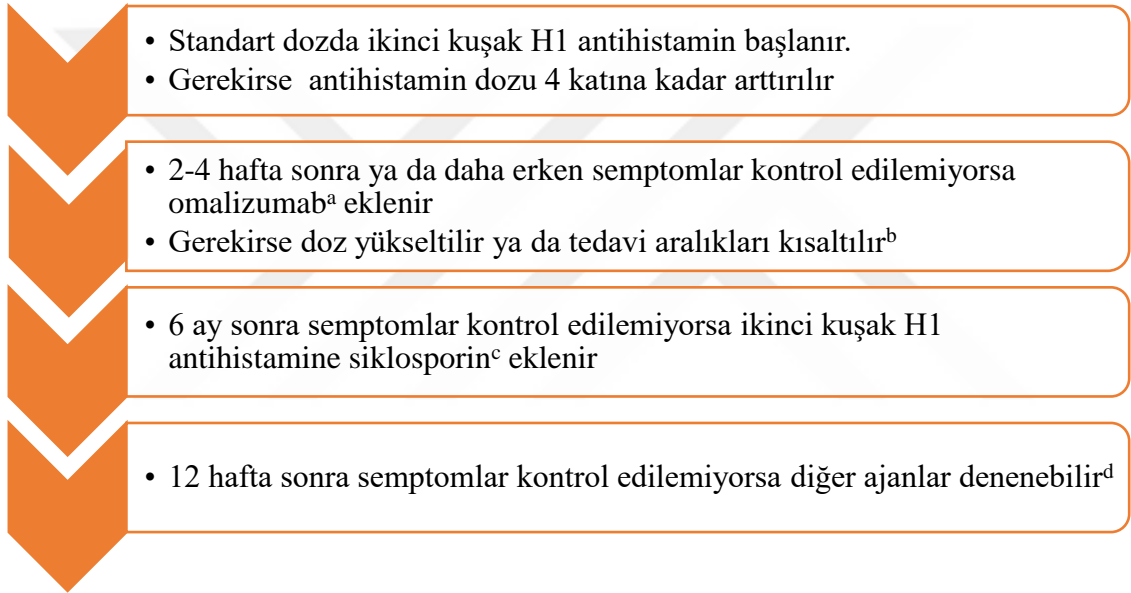 • Standart dozda ikinci kuşak H1 antihistamin başlanır.
• Gerekirse antihistamin dozu 4 katına kadar arttırılır
• 2-4 hafta sonra ya da daha erken semptomlar kontrol edilemiyorsa
omalizumabᵃ eklenir
• Gerekirse doz yükseltilir ya da tedavi aralıkları kısaltılırᵇ
• 6 ay sonra semptomlar kontrol edilemiyorsa ikinci kuşak H1
antihistamine siklosporinᶜ eklenir
• 12 hafta sonra semptomlar kontrol edilemiyorsa diğer ajanlar denenebilirᵈ